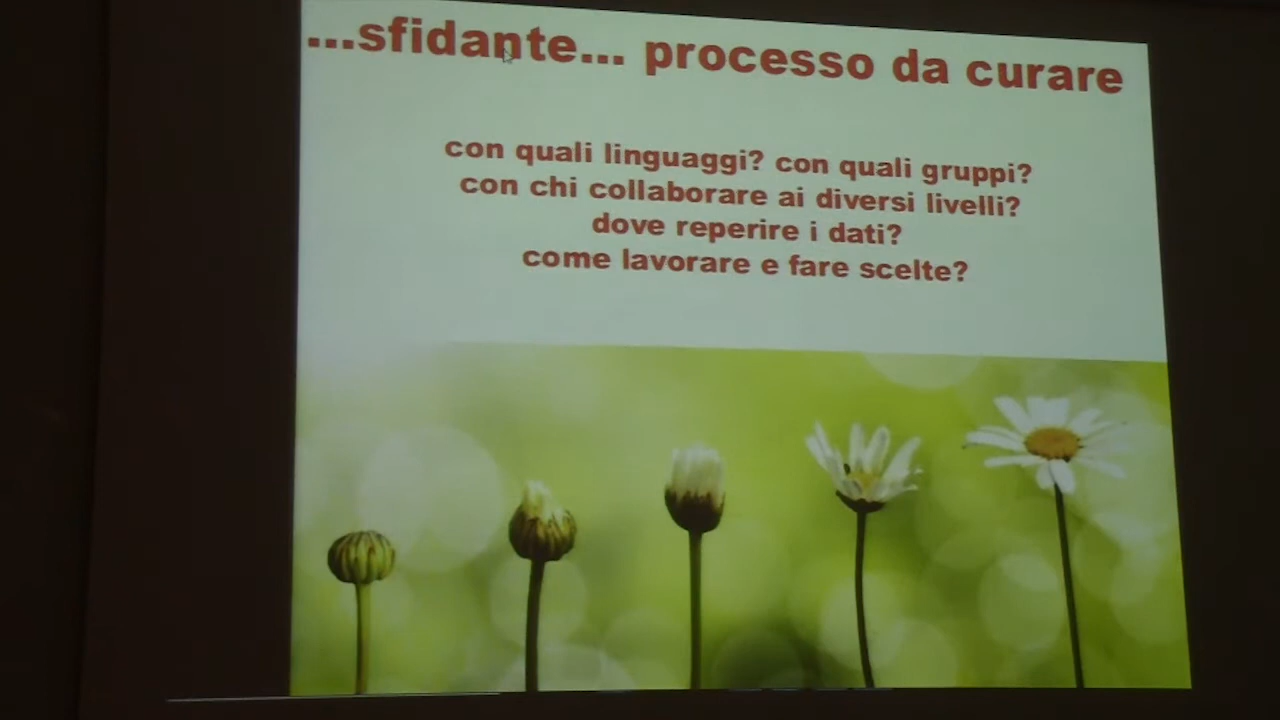 ...sfidante... processo da curare
con quali linguaggi? con quali gruppi?
con chi collaborare ai diversi livelli?
dove reperire i dati?
come lavorare e fare scelte?